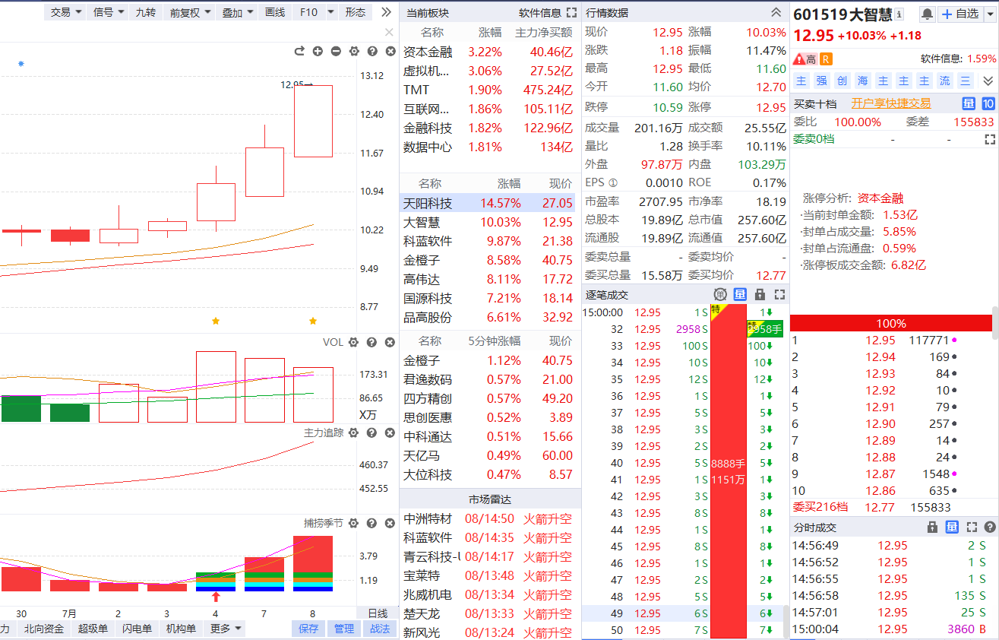 交易 信号 九转 前复权 叠加 画线 F10 形态
12.95
13.12
12.40
11.67
10.94
10.22
9.49
8.77
VOL
173.31
86.65
X万
主力追踪
460.37
452.55
捕捞季节
3.79
1.19
30 7月 2 3 4 7 8 日线
力 北向资金 超级单 闪电单 机构单 更多 保存 管理 战法
当前板块 软件信息
名称 涨幅 主力净买额
资本金融 3.22% 40.46亿
虚拟机... 3.06% 27.52亿
TMT 1.90% 475.24亿
互联网... 1.86% 105.11亿
金融科技 1.82% 122.96亿
数据中心 1.81% 134亿
名称 涨幅 现价
天阳科技 14.57% 27.05
大智慧 10.03% 12.95
科蓝软件 9.87% 21.38
金橙子 8.58% 40.75
高伟达 8.11% 17.72
国源科技 7.21% 18.14
品高股份 6.61% 32.92
名称 5分钟涨幅 现价
金橙子 1.12% 40.75
君逸数码 0.57% 21.00
四方精创 0.57% 49.20
思创医惠 0.52% 3.89
中科通达 0.51% 15.66
天亿马 0.49% 60.00
大位科技 0.47% 8.57
市场雷达
中洲特材 08/14:50 火箭升空
科蓝软件 08/14:35 火箭升空
青云科技-U 08/14:17 火箭升空
宝莱特 08/13:48 火箭升空
兆威机电 08/13:34 火箭升空
楚天龙 08/13:33 火箭升空
新风光 08/13:24 火箭升空
行情数据
现价 12.95 涨幅 10.03%
涨跌 1.18 振幅 11.47%
最高 12.95 最低 11.60
今开 11.60 均价 12.70
跌停 10.59 涨停 12.95
成交量 201.16万 成交额 25.55亿
量比 1.28 换手率 10.11%
外盘 97.87万 内盘 103.29万
EPS ① 0.0010 ROE 0.17%
市盈率 2707.95 市净率 18.19
总股本 19.89亿 总市值 257.60亿
流通股 19.89亿 流通值 257.60亿
委卖总量 - 委卖均价 -
委买总量 15.58万 委买均价 12.77
逐笔成交 单 量
15:00:00 12.95 1 S 特 1
32 12.95 2958 S 特 958手
33 12.95 100 S 100
34 12.95 10 S 10
35 12.95 12 S 12
36 12.95 1 S 1
37 12.95 5 S 5
38 12.95 3 S 3
39 12.95 2 S 2
40 12.95 5 S 8888手 5
41 12.95 1 S 1151万 1
42 12.95 3 S 3
43 12.95 8 S 8
44 12.95 1 S 1
45 12.95 8 S 8
46 12.95 1 S 1
47 12.95 2 S 2
48 12.95 5 S 5
49 12.95 6 S 6
50 12.95 7 S 7
601519 大智慧 自选
12.95 +10.03% +1.18
高 R 软件信息: 1.59%
主 强 创 海 主 主 主 流 三
买卖十档 开户享快捷交易 量 10
委比 100.00% 委差 155833
委卖0档 - -
涨停分析: 资本金融
·当前封单金额: 1.53亿
·封单占成交量: 5.85%
·封单占流通盘: 0.59%
·涨停板成交金额: 6.82亿
100%
1 12.95 117771
2 12.94 169
3 12.93 84
4 12.92 10
5 12.91 79
6 12.90 257
7 12.89 14
8 12.88 24
9 12.87 1548
10 12.86 635
委买216档 12.77 155833
分时成交 量
14:56:49 12.95 2 S
14:56:52 12.95 1 S
14:56:55 12.95 1 S
14:56:58 12.95 135 S
14:57:01 12.95 25 S
15:00:04 12.95 3860 B